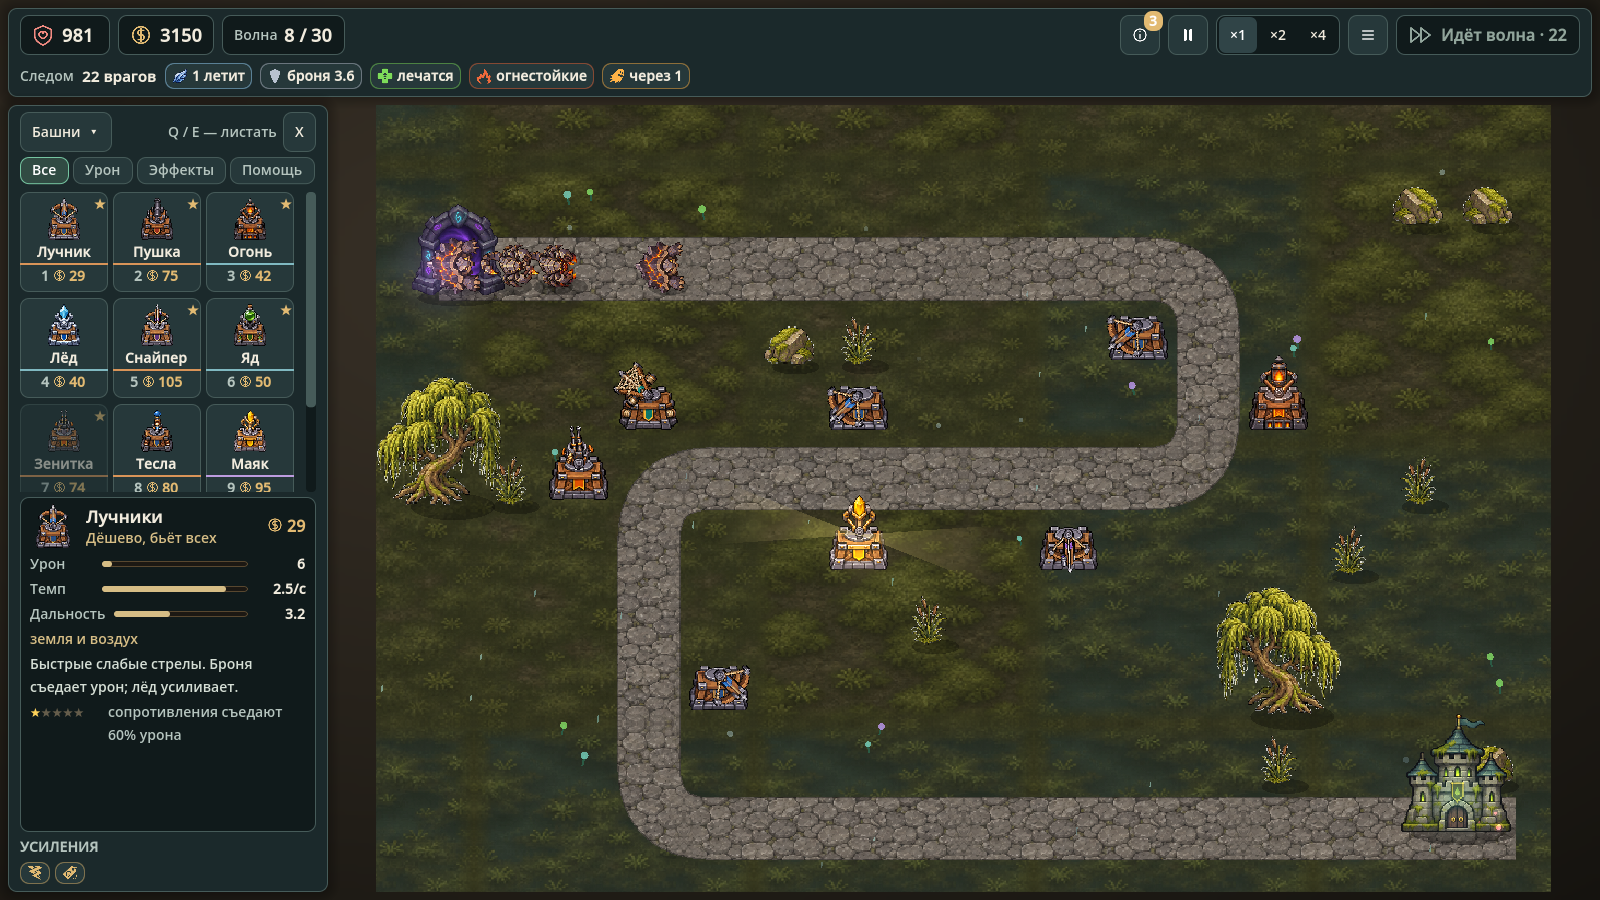 981
3150
Волна 8 / 30
3
×1
×2
×4
Идёт волна · 22
Следом 22 врагов
1 летит
броня 3.6
лечатся
огнестойкие
через 1
Башни
Q / E — листать
X
Все
Урон
Эффекты
Помощь
Лучник
Пушка
Огонь
1 29
2 75
3 42
Лёд
Снайпер
Яд
4 40
5 105
6 50
Зенитка
Тесла
Маяк
7 74
8 80
9 95
Лучники
29
Дёшево, бьёт всех
Урон 6
Темп 2.5/с
Дальность 3.2
земля и воздух
Быстрые слабые стрелы. Броня
съедает урон; лёд усиливает.
сопротивления съедают
60% урона
УСИЛЕНИЯ